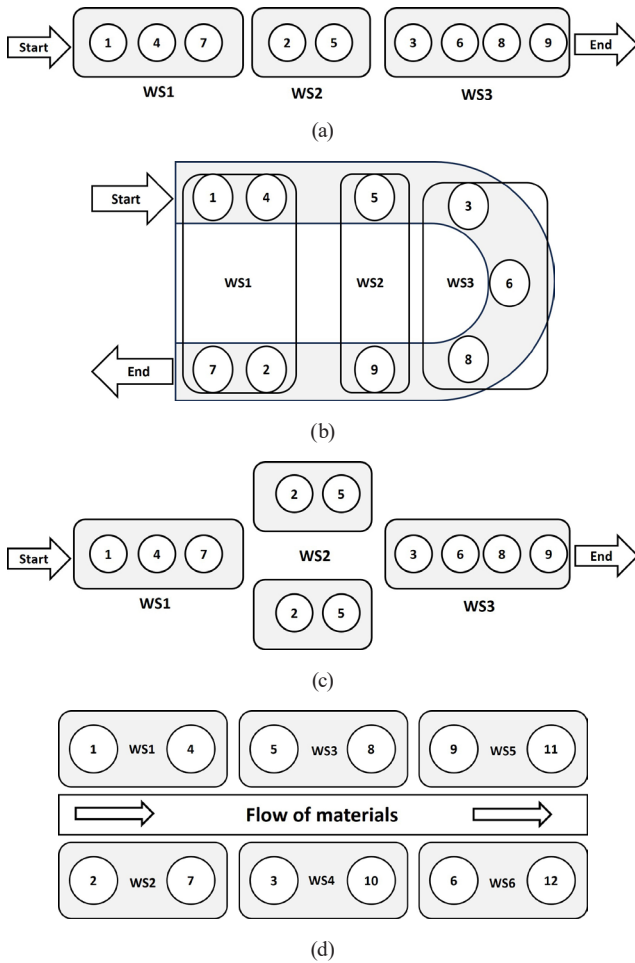 Start 1 4 7 2 5 3 6 8 9 End
WS1 WS2 WS3
(a)
Start 1 4 5 3
WS1 WS2 WS3 6
End 7 2 9 8
(b)
2 5
Start 1 4 7 WS2 3 6 8 9 End
WS1 WS3
2 5
(c)
1 WS1 4 5 WS3 8 9 WS5 11
Flow of materials
2 WS2 7 3 WS4 10 6 WS6 12
(d)